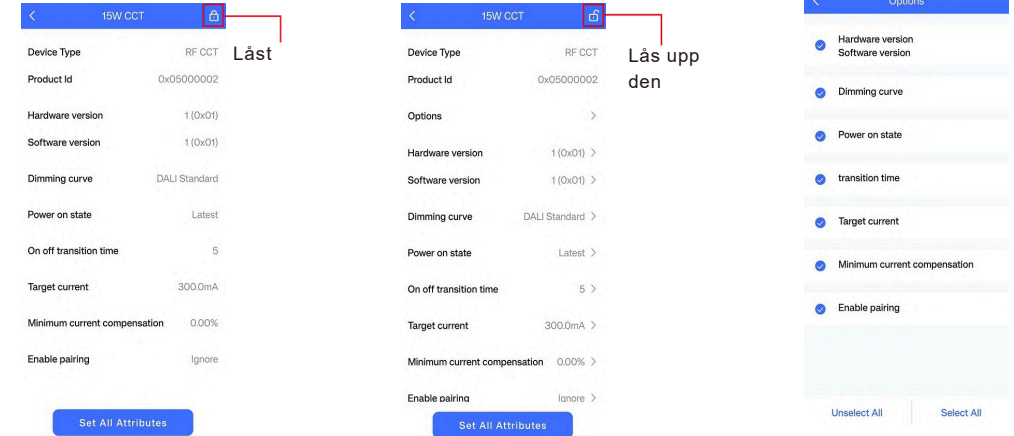 15W CCT
Device Type RF CCT
Product Id 0x05000002
Hardware version 1 (0x01)
Software version 1 (0x01)
Dimming curve DALI Standard
Power on state Latest
On off transition time 5
Target current 300.0mA
Minimum current compensation 0.00%
Enable pairing Ignore
Set All Attributes
Låst
15W CCT
Device Type RF CCT
Product Id 0x05000002
Options
Hardware version 1 (0x01)
Software version 1 (0x01)
Dimming curve DALI Standard
Power on state Latest
On off transition time 5
Target current 300.0mA
Minimum current compensation 0.00%
Enable pairing Ignore
Set All Attributes
Lås upp
den
Options
Hardware version
Software version
Dimming curve
Power on state
transition time
Target current
Minimum current compensation
Enable pairing
Unselect All Select All